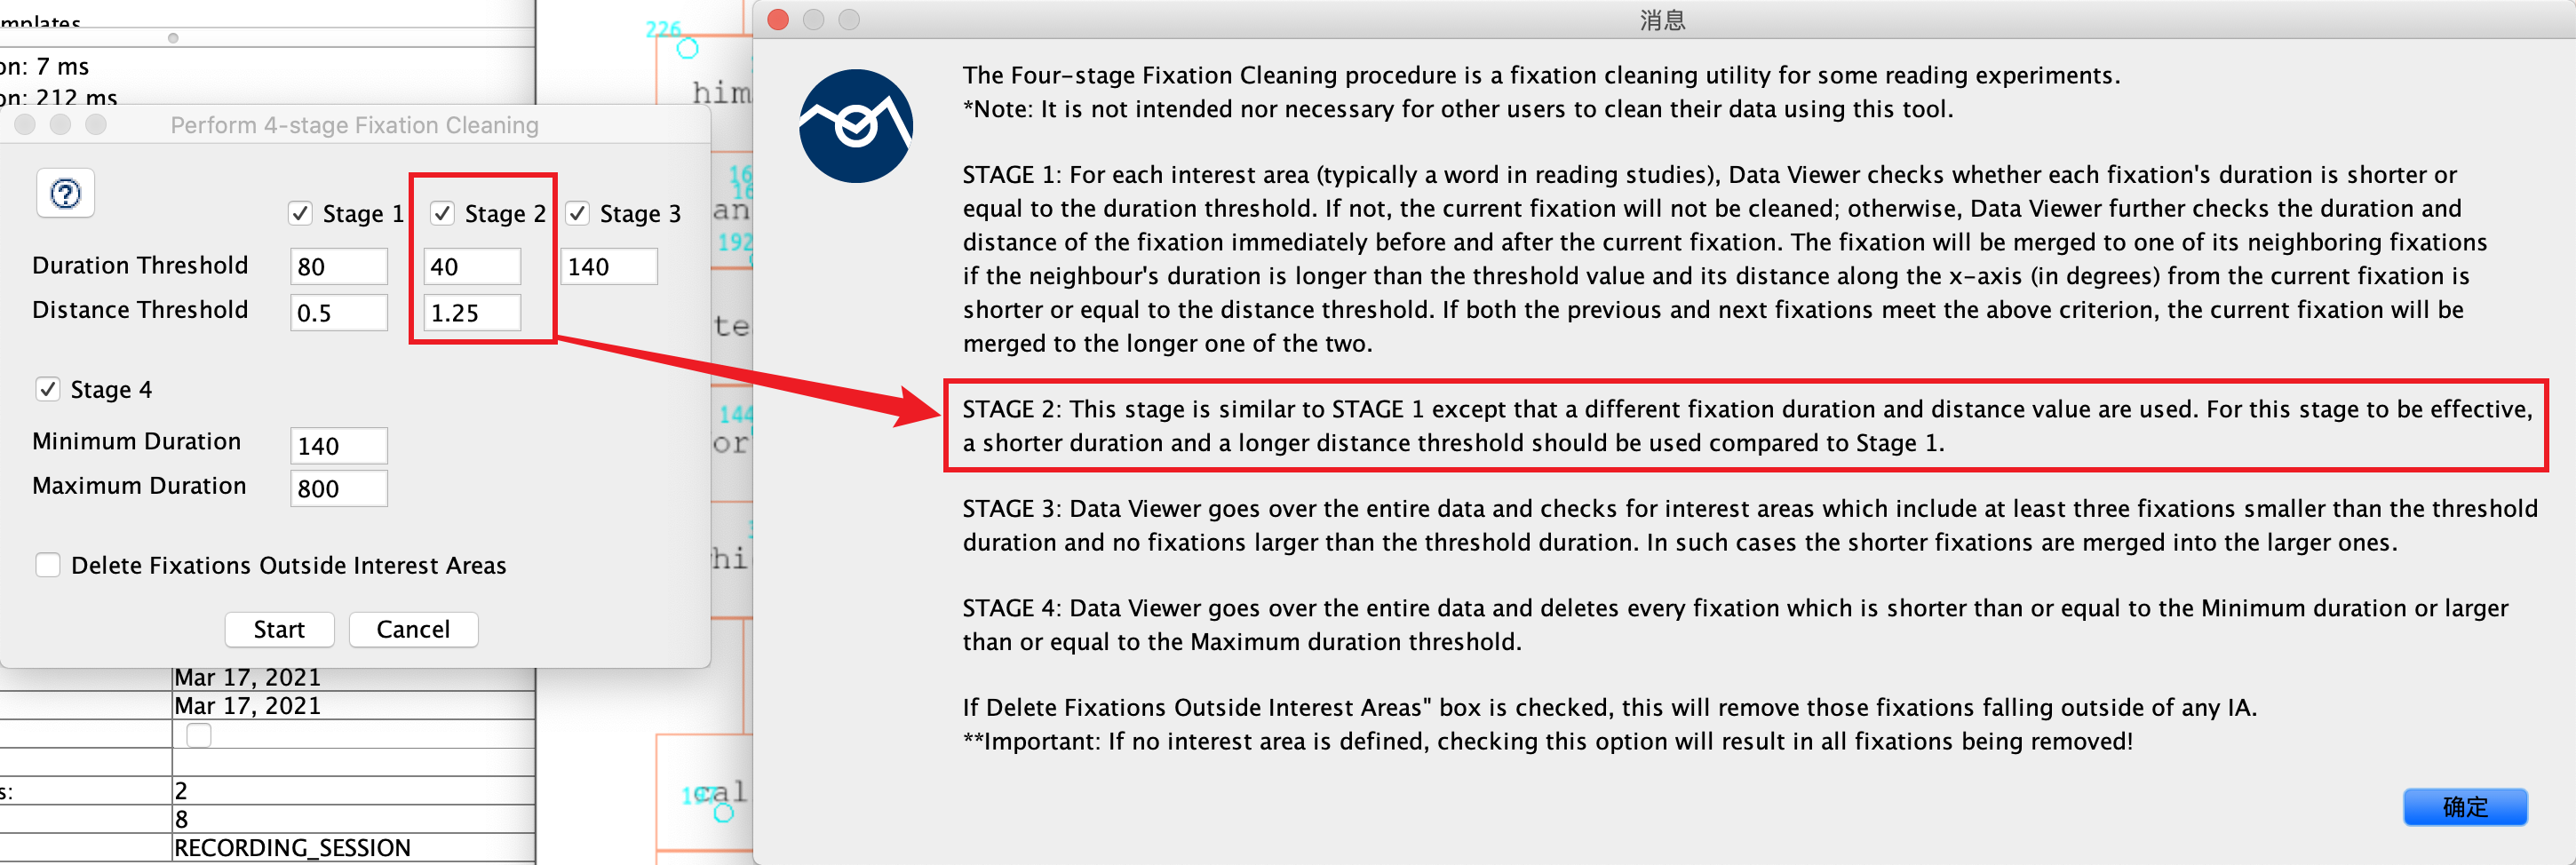 on: 7 ms
on: 212 ms
Perform 4-stage Fixation Cleaning
Stage 1
Stage 2
Stage 3
Duration Threshold
80
40
140
Distance Threshold
0.5
1.25
Stage 4
Minimum Duration
140
Maximum Duration
800
Delete Fixations Outside Interest Areas
Start
Cancel
Mar 17, 2021
Mar 17, 2021
s:
2
8
RECORDING_SESSION
226
him
an
192
te
144
or
hi
197
cal
消息
The Four-stage Fixation Cleaning procedure is a fixation cleaning utility for some reading experiments.
*Note: It is not intended nor necessary for other users to clean their data using this tool.
STAGE 1: For each interest area (typically a word in reading studies), Data Viewer checks whether each fixation's duration is shorter or
equal to the duration threshold. If not, the current fixation will not be cleaned; otherwise, Data Viewer further checks the duration and
distance of the fixation immediately before and after the current fixation. The fixation will be merged to one of its neighboring fixations
if the neighbour's duration is longer than the threshold value and its distance along the x-axis (in degrees) from the current fixation is
shorter or equal to the distance threshold. If both the previous and next fixations meet the above criterion, the current fixation will be
merged to the longer one of the two.
STAGE 2: This stage is similar to STAGE 1 except that a different fixation duration and distance value are used. For this stage to be effective,
a shorter duration and a longer distance threshold should be used compared to Stage 1.
STAGE 3: Data Viewer goes over the entire data and checks for interest areas which include at least three fixations smaller than the threshold
duration and no fixations larger than the threshold duration. In such cases the shorter fixations are merged into the larger ones.
STAGE 4: Data Viewer goes over the entire data and deletes every fixation which is shorter than or equal to the Minimum duration or larger
than or equal to the Maximum duration threshold.
If Delete Fixations Outside Interest Areas" box is checked, this will remove those fixations falling outside of any IA.
**Important: If no interest area is defined, checking this option will result in all fixations being removed!
确定